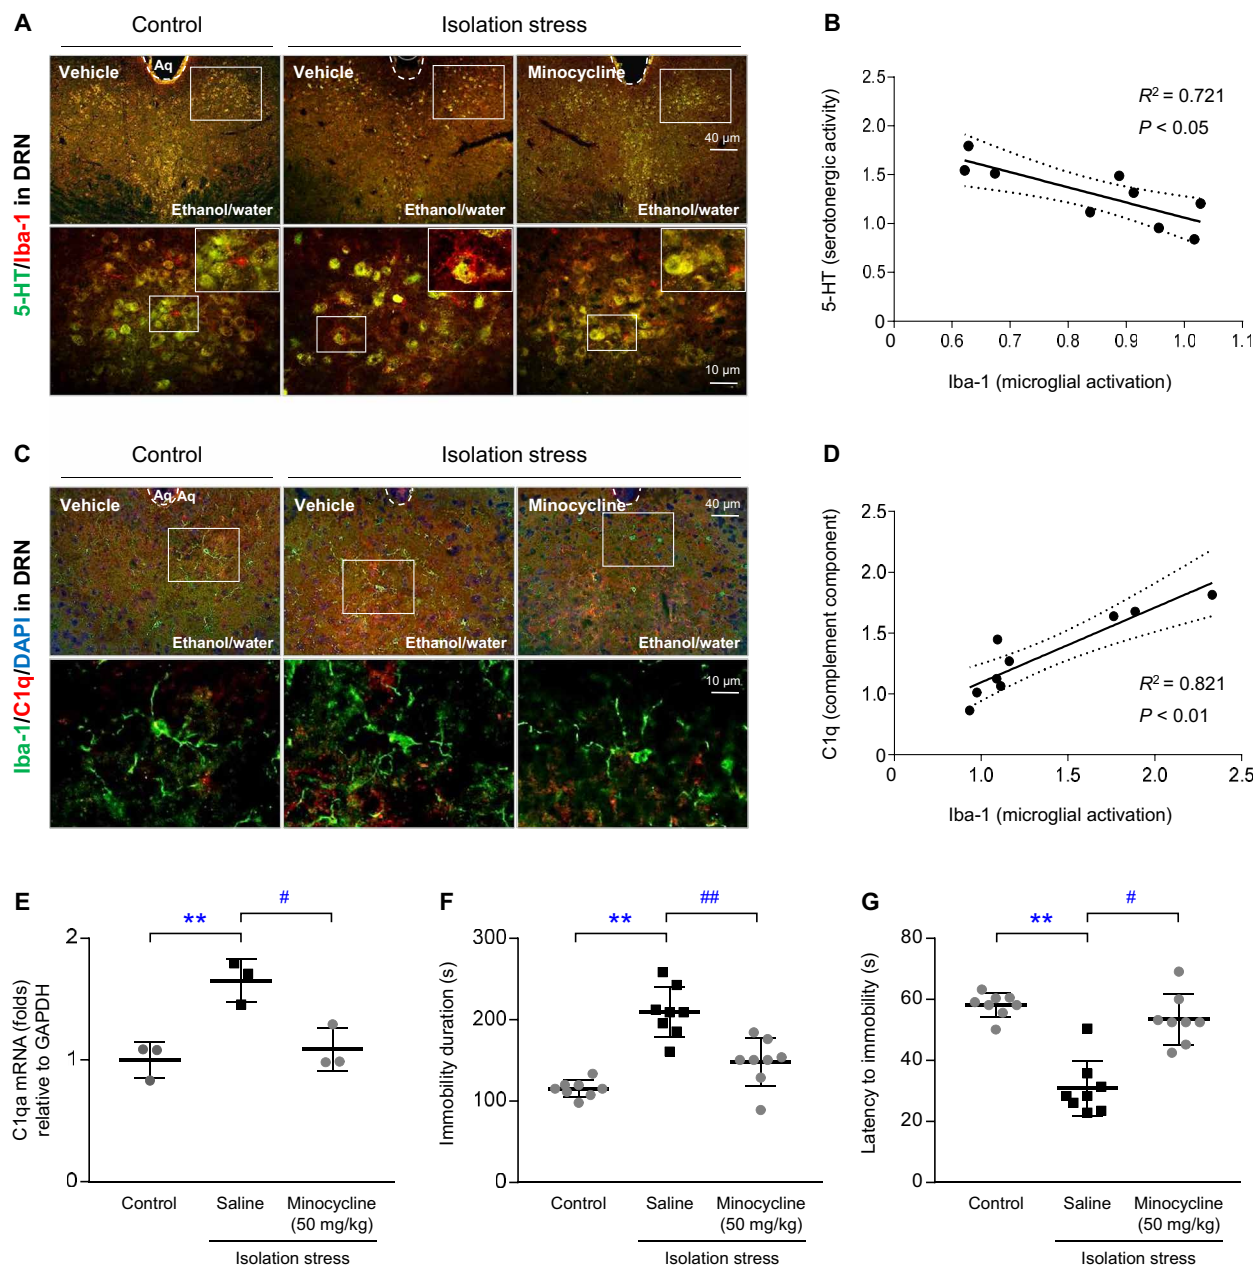 A
Control
Isolation stress
5-HT/Iba-1 in DRN
Vehicle
Aq
Ethanol/water
Vehicle
Ethanol/water
Minocycline
40 µm
Ethanol/water
10 µm
B
5-HT (serotonergic activity)
2.5
2.0
1.5
1.0
0.5
0
R² = 0.721
P < 0.05
0
0.6
0.7
0.8
0.9
1.0
1.1
Iba-1 (microglial activation)
C
Control
Isolation stress
Iba-1/C1q/DAPI in DRN
Vehicle
Aq Aq
Ethanol/water
Vehicle
Ethanol/water
Minocycline
40 µm
Ethanol/water
10 µm
D
C1q (complement component)
2.5
2.0
1.5
1.0
0
R² = 0.821
P < 0.01
0
1.0
1.5
2.0
2.5
Iba-1 (microglial activation)
E
C1qa mRNA (folds)
relative to GAPDH
2
1
0
**
#
Control
Saline
Minocycline
(50 mg/kg)
Isolation stress
F
Immobility duration (s)
300
200
100
0
**
##
Control
Saline
Minocycline
(50 mg/kg)
Isolation stress
G
Latency to immobility (s)
80
60
40
20
0
**
#
Control
Saline
Minocycline
(50 mg/kg)
Isolation stress